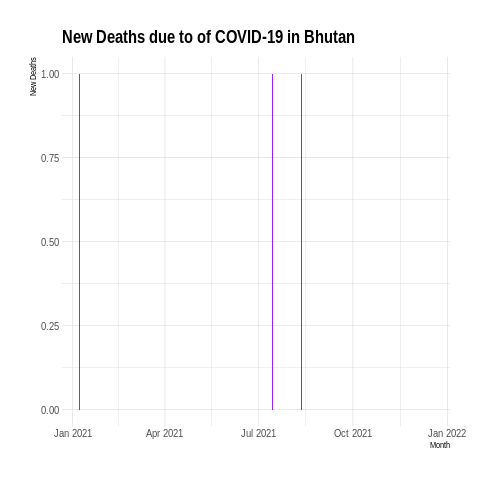 New Deaths due to of COVID-19 in Bhutan
New Deaths
1.00
0.75
0.50
0.25
0.00
Jan 2021 Apr 2021 Jul 2021 Oct 2021 Jan 2022
Month